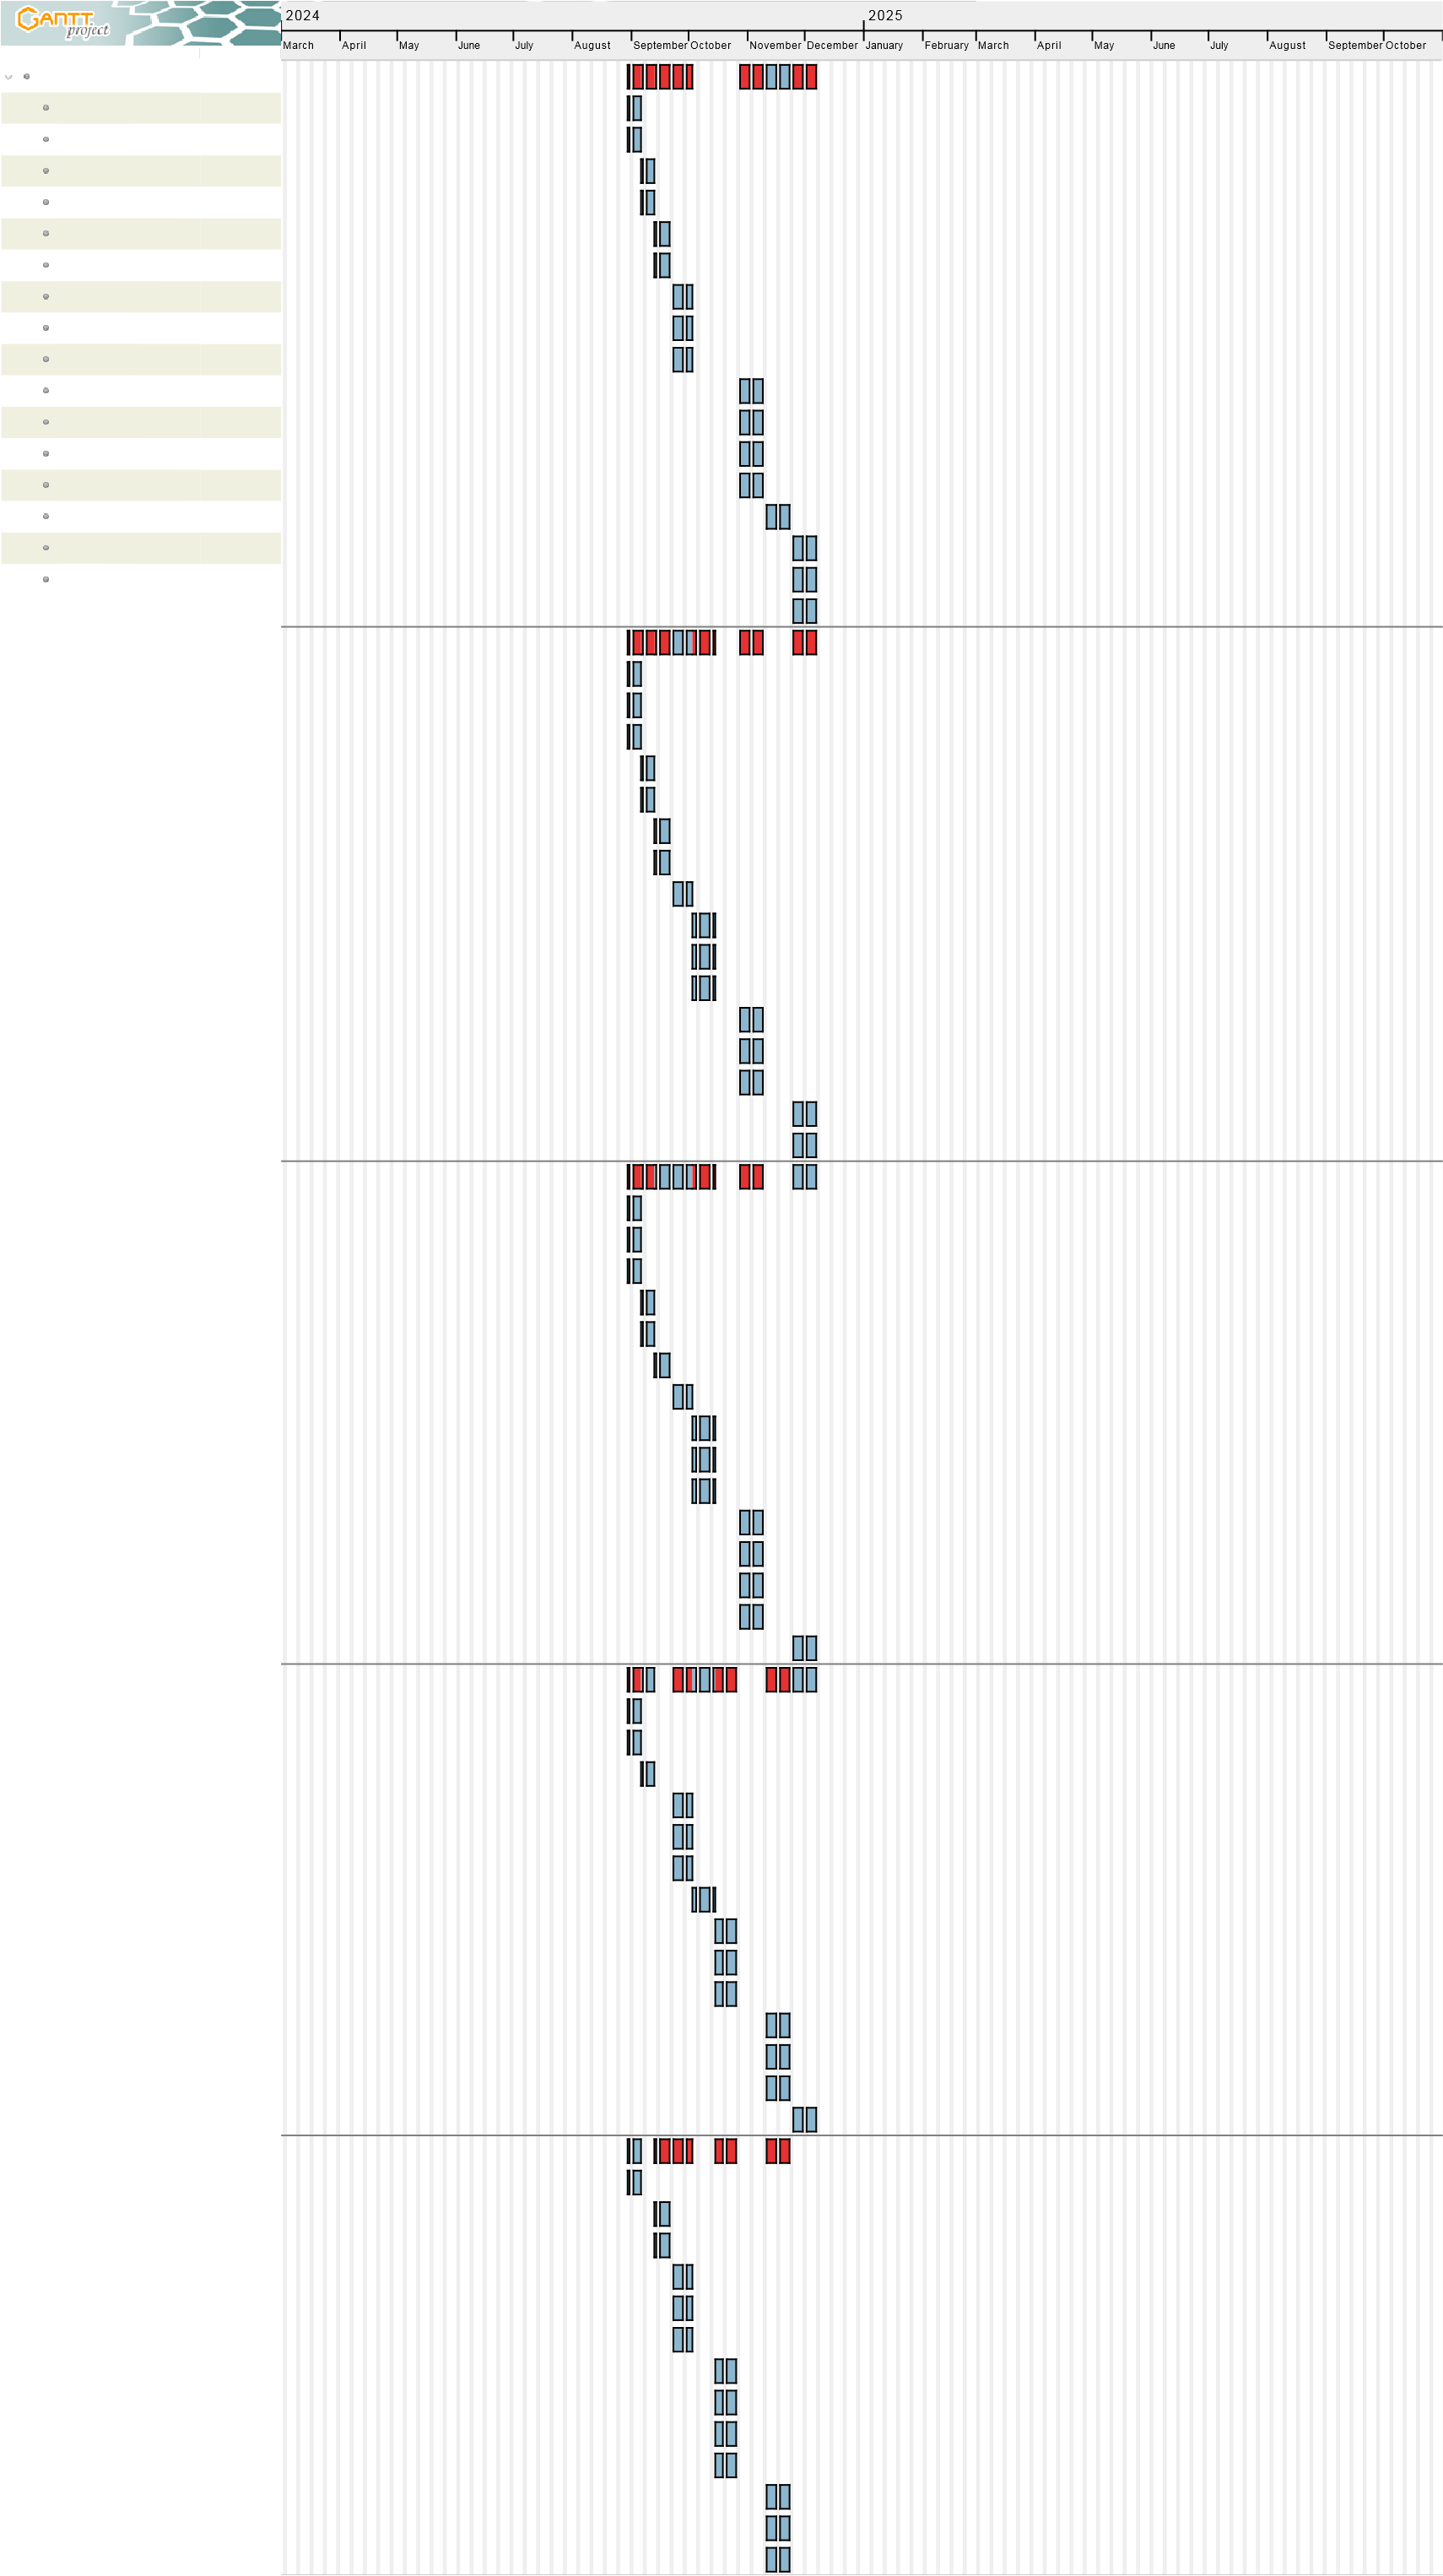 GANTT project
2024 2025
March April May June July August September October November December January February March April May June July August September October